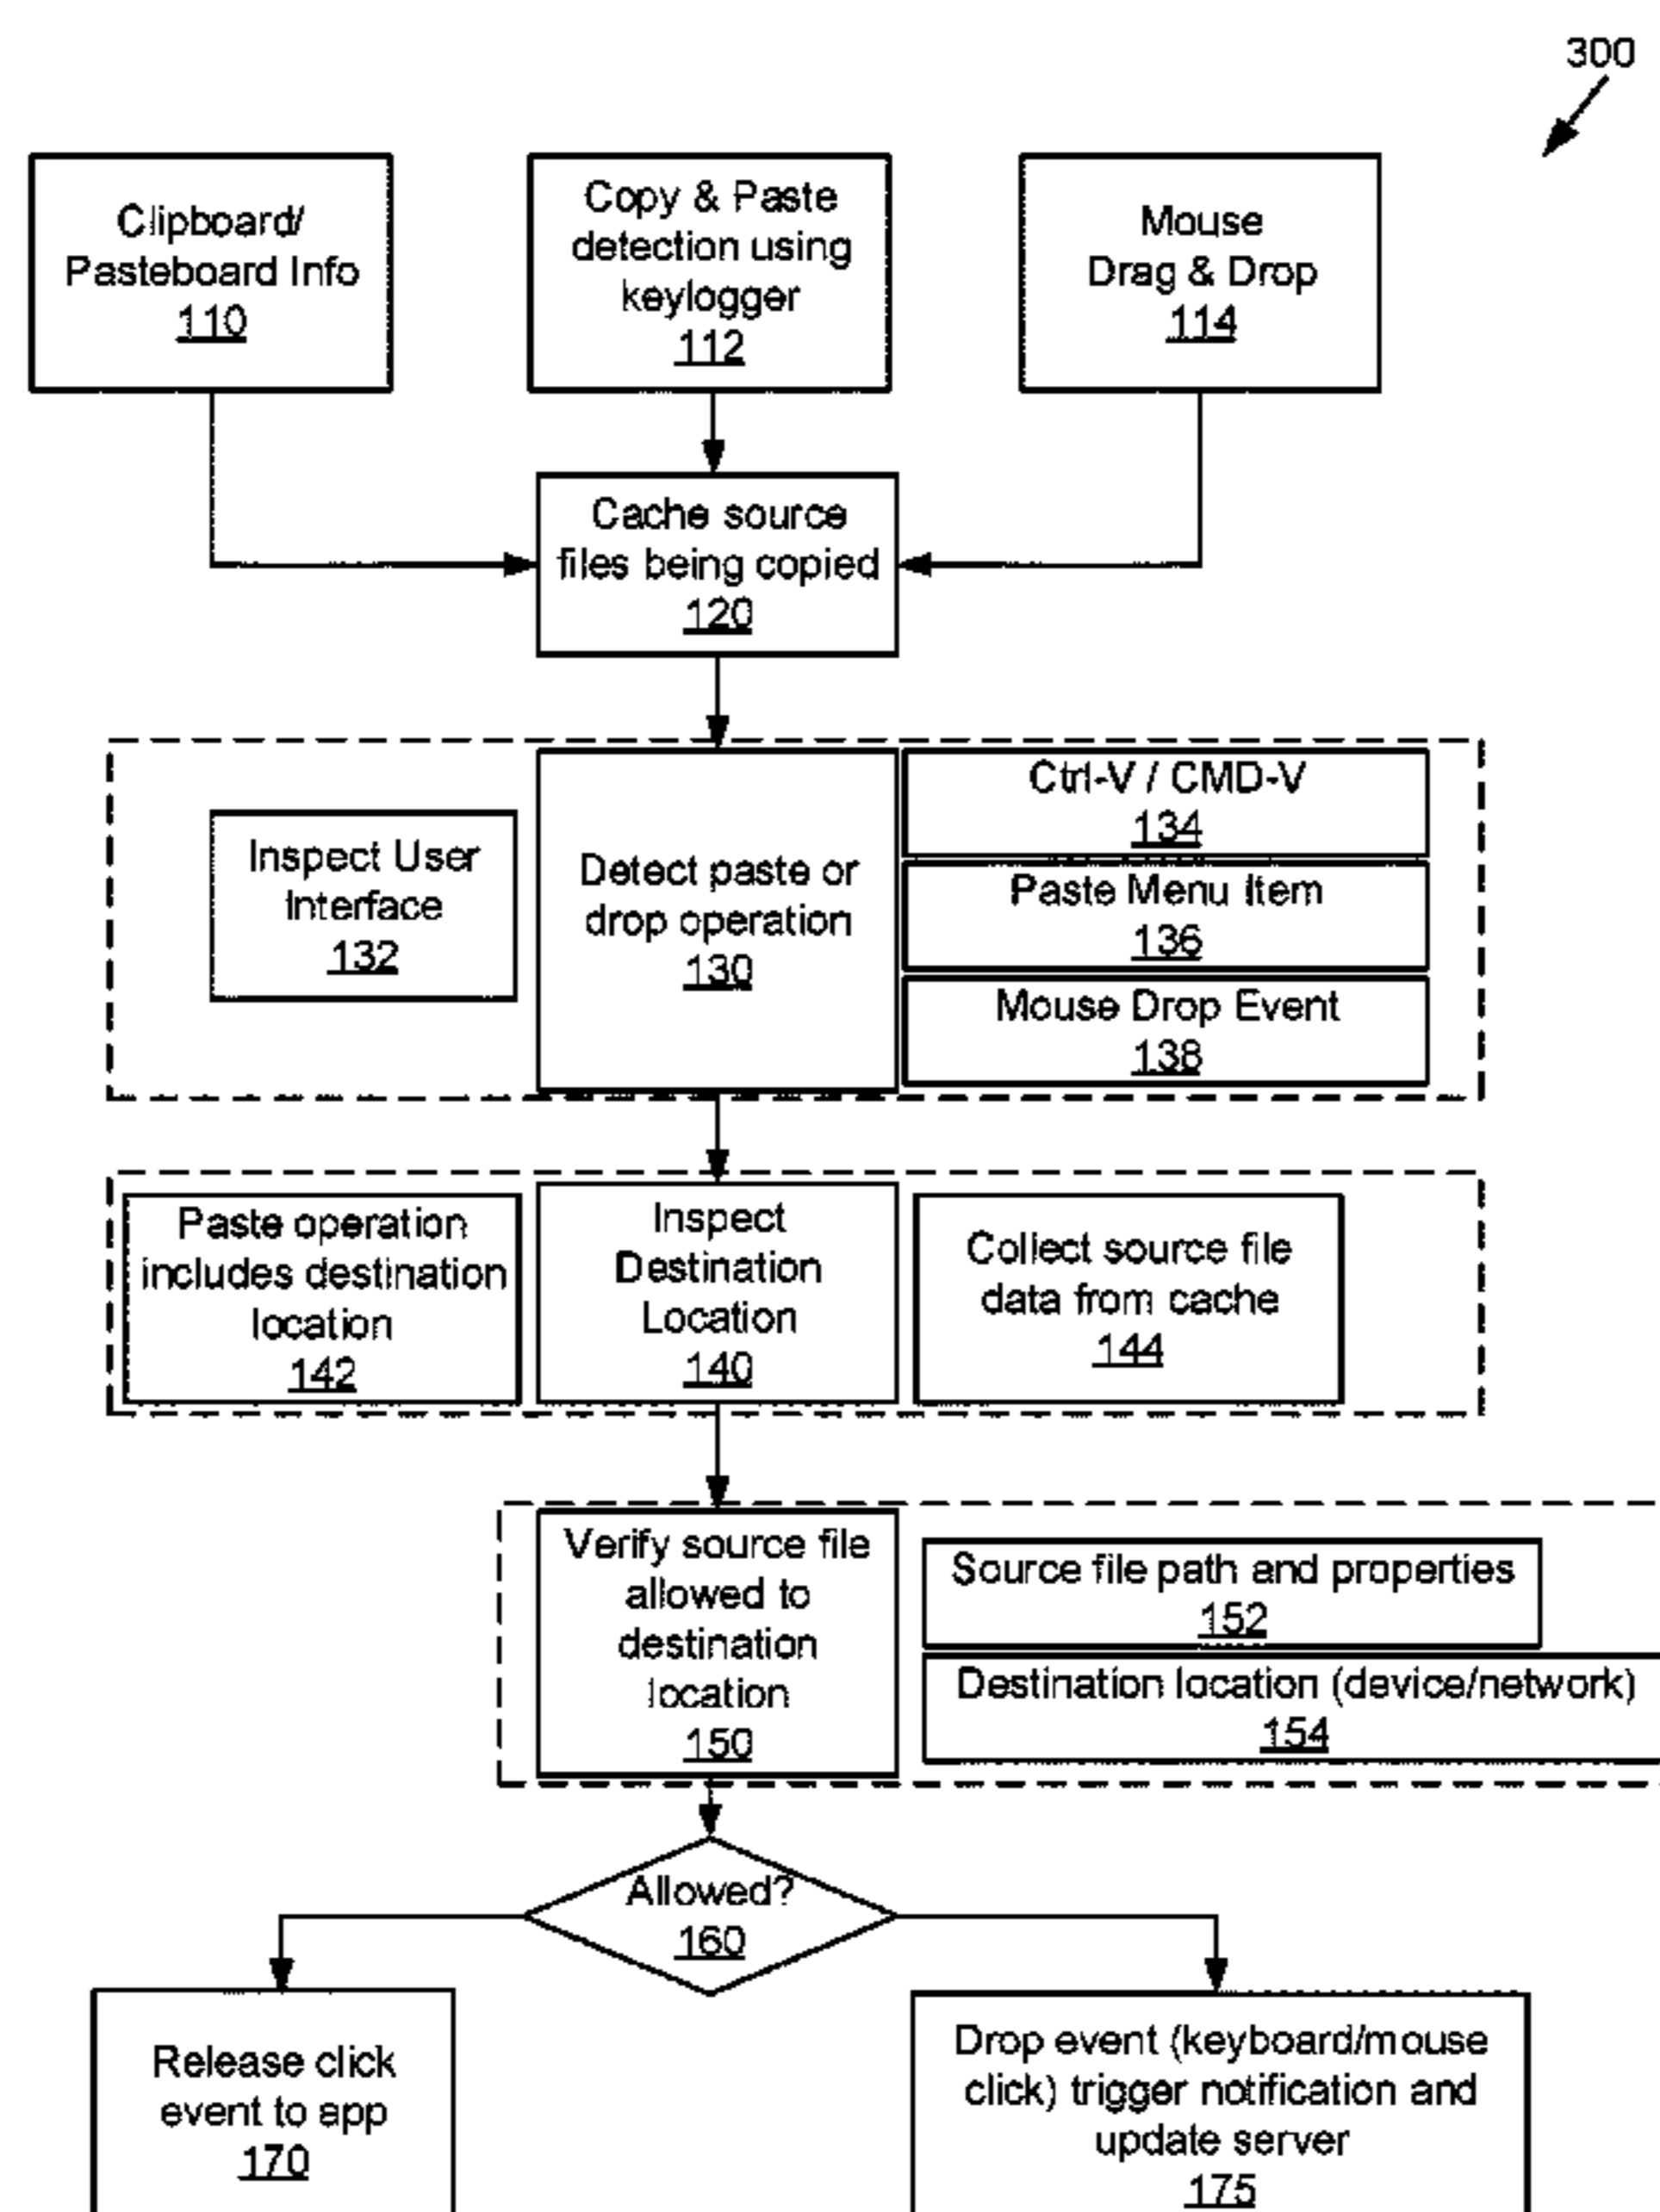 300
Clipboard/
Pasteboard Info
110
Copy & Paste
detection using
keylogger
112
Mouse
Drag & Drop
114
Cache source
files being copied
120
Inspect User
Interface
132
Detect paste or
drop operation
130
Ctrl-V / CMD-V
134
Paste Menu Item
136
Mouse Drop Event
138
Paste operation
includes destination
location
142
Inspect
Destination
Location
140
Collect source file
data from cache
144
Verify source file
allowed to
destination
location
150
Source file path and properties
152
Destination location (device/network)
154
Allowed?
160
Release click
event to app
170
Drop event (keyboard/mouse
click) trigger notification and
update server
175